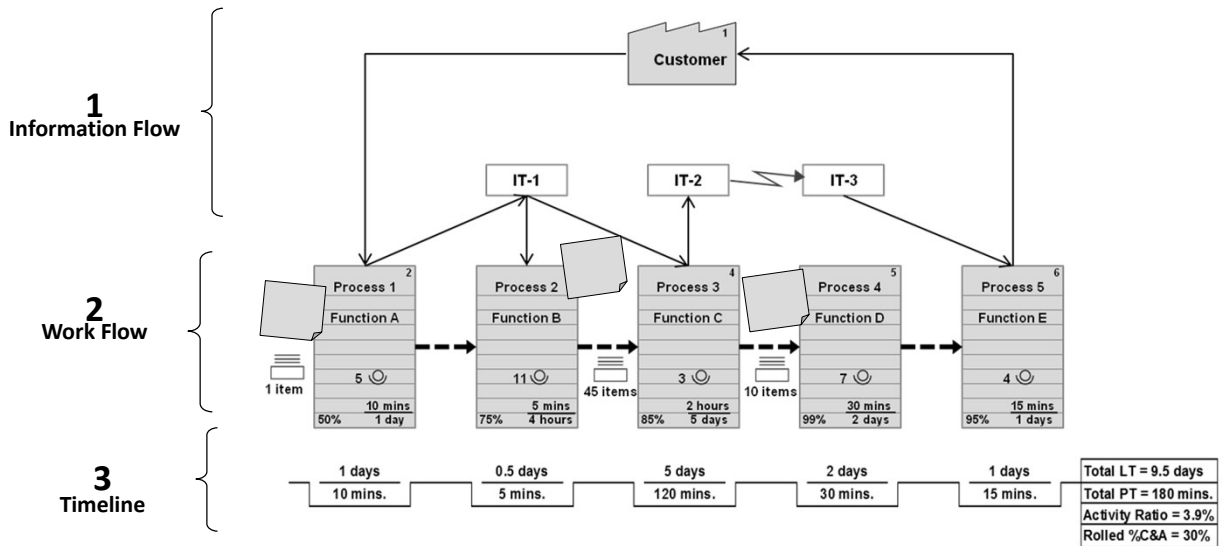 1
Information Flow
1
Customer
IT-1
IT-2
IT-3
2
Work Flow
2
Process 1
Function A
5
10 mins
50%
1 day
1 item
Process 2
Function B
11
5 mins
75%
4 hours
45 items
4
Process 3
Function C
3
2 hours
85%
5 days
10 items
5
Process 4
Function D
7
30 mins
99%
2 days
6
Process 5
Function E
4
15 mins
95%
1 days
3
Timeline
1 days
10 mins.
0.5 days
5 mins.
5 days
120 mins.
2 days
30 mins.
1 days
15 mins.
Total LT = 9.5 days
Total PT = 180 mins.
Activity Ratio = 3.9%
Rolled %C&A = 30%